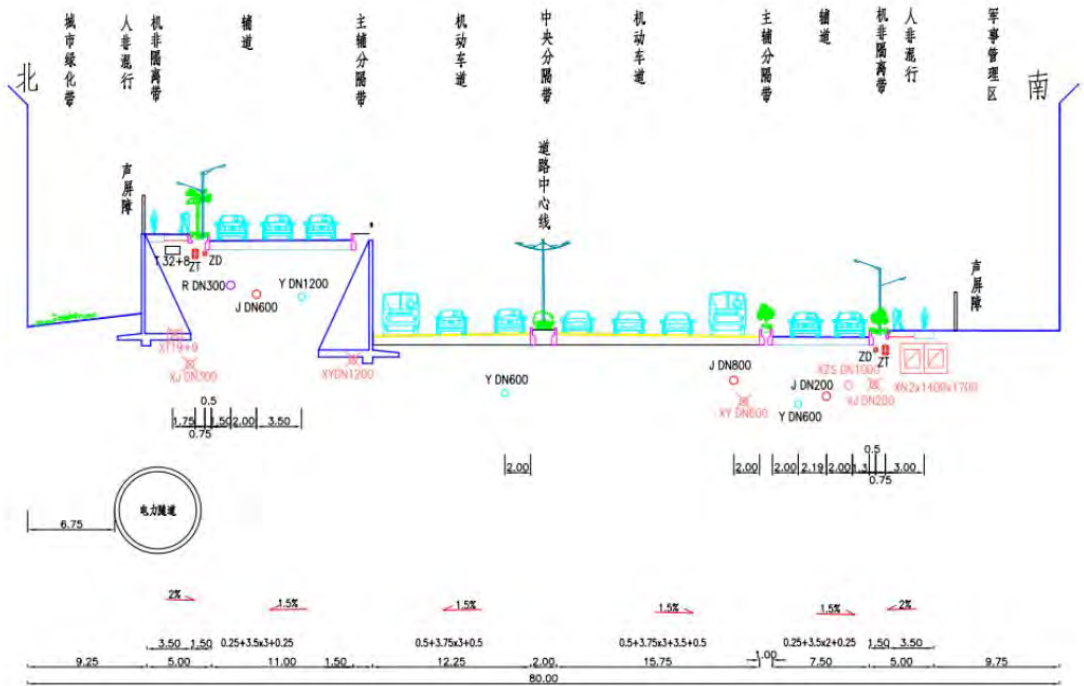 城市绿化带
人非混行
机非隔离带
辅道
主辅分隔带
机动车道
中央分隔带
机动车道
主辅分隔带
辅道
机非隔离带
人非混行
军事管理区
北
南
声屏障
道路中心线
声屏障
32+8
ZT
ZD
R DN300
J DN600
Y DN1200
XT19+9
XJ DN300
XYDN1200
Y DN600
J DN800
XY DN600
J DN200
Y DN600
XZS DN1000
XJ DN200
ZD
ZT
XN2x1400x1700
0.5
1.75
1.50
2.00
3.50
0.75
2.00
2.00
2.00
2.19
2.00
1.3
0.5
0.75
3.00
电力隧道
6.75
2%
1.5%
1.5%
1.5%
1.5%
2%
3.50
1.50
0.25+3.5x3+0.25
0.5+3.75x3+0.5
0.5+3.75x3+3.5+0.5
0.25+3.5x2+0.25
1.50
3.50
9.25
5.00
11.00
1.50
12.25
2.00
15.75
1.00
7.50
5.00
9.75
80.00